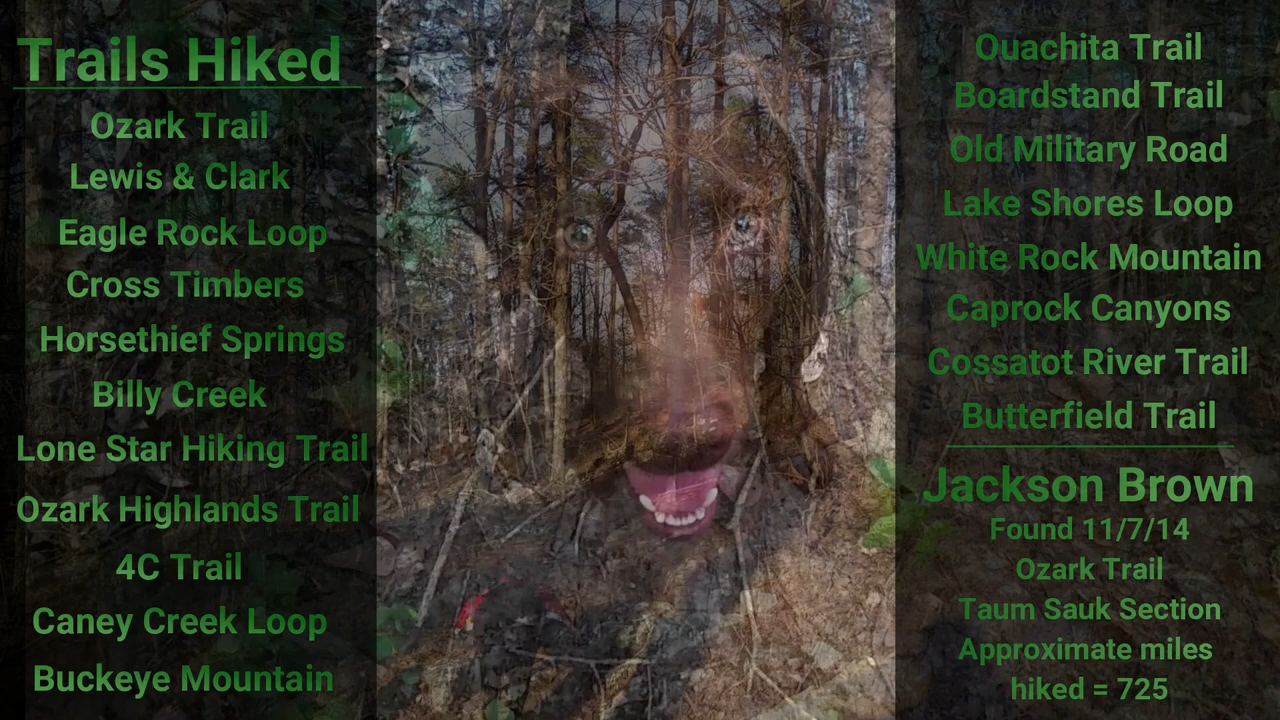 Trails Hiked
Ozark Trail
Lewis & Clark
Eagle Rock Loop
Cross Timbers
Horsethief Springs
Billy Creek
Lone Star Hiking Trail
Ozark Highlands Trail
4C Trail
Caney Creek Loop
Buckeye Mountain
Ouachita Trail
Boardstand Trail
Old Military Road
Lake Shores Loop
White Rock Mountain
Caprock Canyons
Cossatot River Trail
Butterfield Trail
Jackson Brown
Found 11/7/14
Ozark Trail
Taum Sauk Section
Approximate miles
hiked = 725